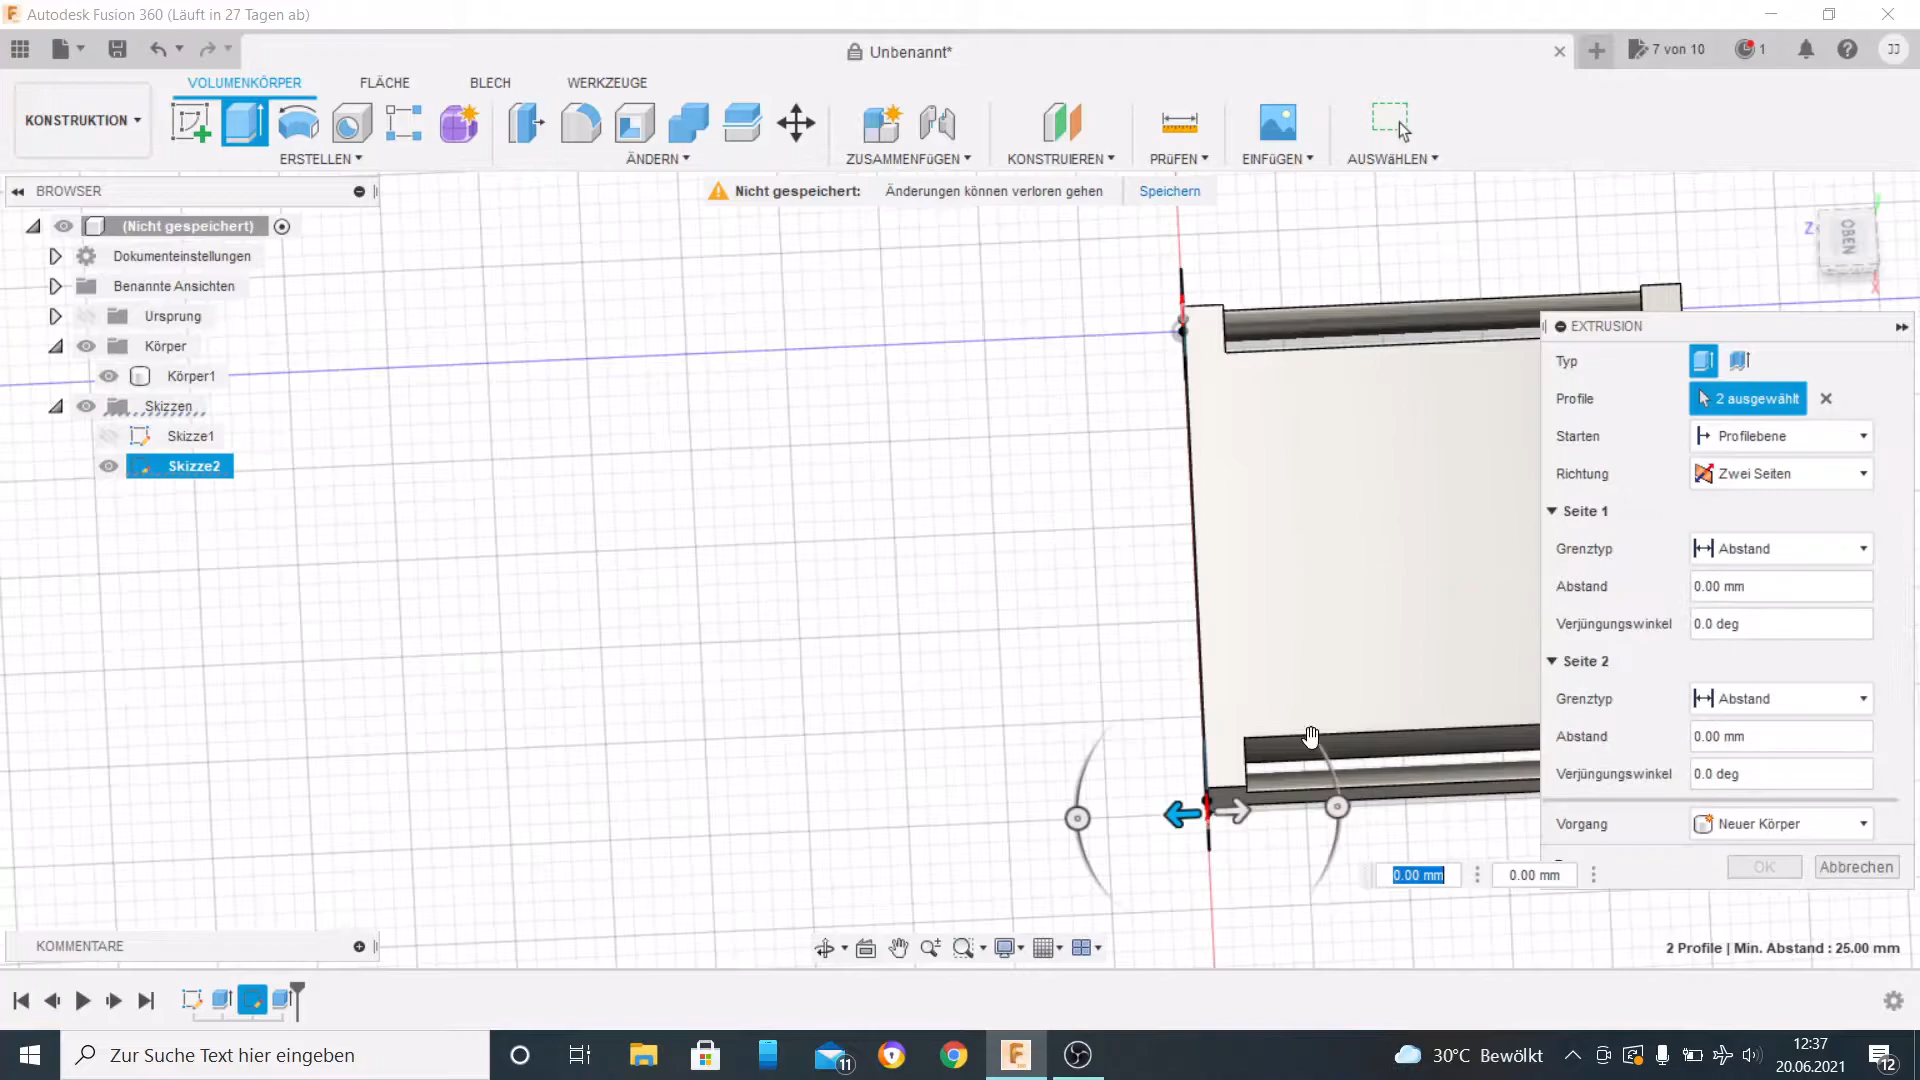 Autodesk Fusion 360 (Läuft in 27 Tagen ab)
Unbenannt*
7 von 10
1
JJ
VOLUMENKÖRPER
FLÄCHE
BLECH
WERKZEUGE
KONSTRUKTION
ERSTELLEN
ÄNDERN
ZUSAMMENFüGEN
KONSTRUIEREN
PRüFEN
EINFüGEN
AUSWäHLEN
BROWSER
Nicht gespeichert: Änderungen können verloren gehen Speichern
(Nicht gespeichert)
Dokumenteinstellungen
Benannte Ansichten
Ursprung
Körper
Körper1
Skizzen
Skizze1
Skizze2
Z
OBEN
EXTRUSION
Typ
Profile 2 ausgewählt
Starten Profilebene
Richtung Zwei Seiten
Seite 1
Grenztyp Abstand
Abstand 0.00 mm
Verjüngungswinkel 0.0 deg
Seite 2
Grenztyp Abstand
Abstand 0.00 mm
Verjüngungswinkel 0.0 deg
Vorgang Neuer Körper
OK Abbrechen
0.00 mm 0.00 mm
KOMMENTARE
2 Profile | Min. Abstand : 25.00 mm
Zur Suche Text hier eingeben
11
30°C Bewölkt
12:37
20.06.2021
12